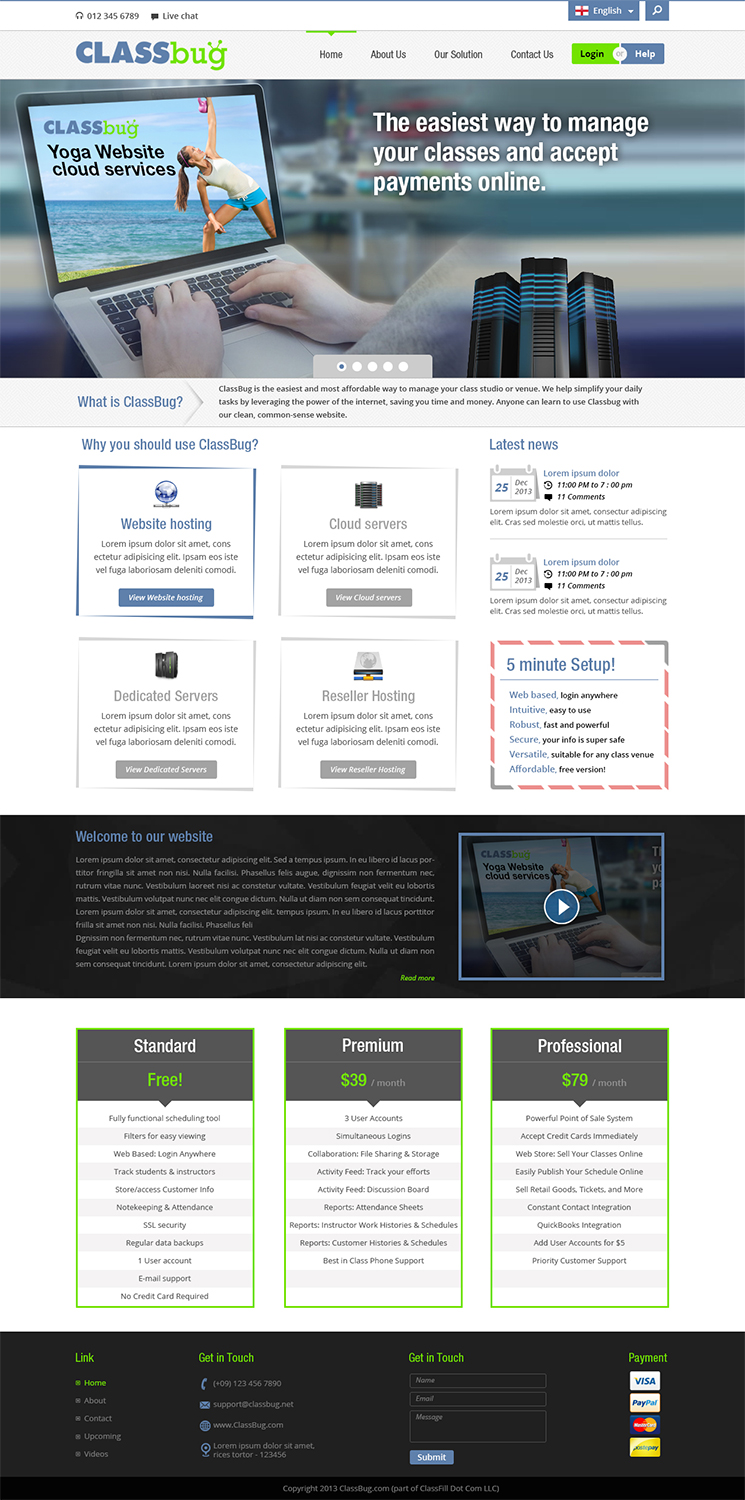 012 345 6789
Live chat
English
CLASSbug
Home
About Us
Our Solution
Contact Us
Login
or
Help
CLASSbug
Yoga Website
cloud services
The easiest way to manage
your classes and accept
payments online.
What is ClassBug?
ClassBug is the easiest and most affordable way to manage your class studio or venue. We help simplify your daily
tasks by leveraging the power of the internet, saving you time and money. Anyone can learn to use Classbug with
our clean, common-sense website.
Why you should use ClassBug?
Website hosting
Lorem ipsum dolor sit amet, cons
ectetur adipisicing elit. Ipsam eos iste
vel fuga laboriosam deleniti comodi.
View Website hosting
Cloud servers
Lorem ipsum dolor sit amet, cons
ectetur adipisicing elit. Ipsam eos iste
vel fuga laboriosam deleniti comodi.
View Cloud servers
Dedicated Servers
Lorem ipsum dolor sit amet, cons
ectetur adipisicing elit. Ipsam eos iste
vel fuga laboriosam deleniti comodi.
View Dedicated Servers
Reseller Hosting
Lorem ipsum dolor sit amet, cons
ectetur adipisicing elit. Ipsam eos iste
vel fuga laboriosam deleniti comodi.
View Reseller Hosting
Latest news
25 Dec 2013
Lorem ipsum dolor
11:00 PM to 7 : 00 pm
11 Comments
Lorem ipsum dolor sit amet, consectetur adipiscing
elit. Cras sed molestie orci, ut mattis tellus.
25 Dec 2013
Lorem ipsum dolor
11:00 PM to 7 : 00 pm
11 Comments
Lorem ipsum dolor sit amet, consectetur adipiscing
elit. Cras sed molestie orci, ut mattis tellus.
5 minute Setup!
Web based, login anywhere
Intuitive, easy to use
Robust, fast and powerful
Secure, your info is super safe
Versatile, suitable for any class venue
Affordable, free version!
Welcome to our website
Lorem ipsum dolor sit amet, consectetur adipiscing elit. Sed a tempus ipsum. In eu libero id lacus por-
ttitor fringilla sit amet non nisi. Nulla facilisi. Phasellus felis augue, dignissim non fermentum nec,
rutrum vitae nunc. Vestibulum laoreet nisi ac constetur vultate. Vestibulum feugiat velit eu lobortis
mattis. Vestibulum volutpat nunc nec elit congue dictum. Nulla ut diam non sem consequat tincidunt.
Lorem ipsum dolor sit amet, consectetur adipiscing elit. tempus ipsum. In eu libero id lacus porttitor
friilla sit amet non nisi. Nulla facilisi. Phasellus feli
Dgnissim non fermentum nec, rutrum vitae nunc. Vestibulum lat nisi ac constetur vultate. Vestibulum
feugiat velit eu lobortis mattis. Vestibulum volutpat nunc nec elit congue dictum. Nulla ut diam non
sem consequat tincidunt. Lorem ipsum dolor sit amet, consectetur adipiscing elit.
Read more
CLASSbug
Yoga Website
cloud services
Standard
Free!
Fully functional scheduling tool
Filters for easy viewing
Web Based: Login Anywhere
Track students & instructors
Store/access Customer Info
Notekeeping & Attendance
SSL security
Regular data backups
1 User account
E-mail support
No Credit Card Required
Premium
$39 / month
3 User Accounts
Simultaneous Logins
Collaboration: File Sharing & Storage
Activity Feed: Track your efforts
Activity Feed: Discussion Board
Reports: Attendance Sheets
Reports: Instructor Work Histories & Schedules
Reports: Customer Histories & Schedules
Best in Class Phone Support
Professional
$79 / month
Powerful Point of Sale System
Accept Credit Cards Immediately
Web Store: Sell Your Classes Online
Easily Publish Your Schedule Online
Sell Retail Goods, Tickets, and More
Constant Contact Integration
QuickBooks Integration
Add User Accounts for $5
Priority Customer Support
Link
Home
About
Contact
Upcoming
Videos
Get in Touch
(+09) 123 456 7890
support@classbug.net
www.ClassBug.com
Lorem ipsum dolor sit amet,
rices tortor - 123456
Get in Touch
Name
Email
Message
Submit
Payment
VISA
PayPal
MasterCard
postepay
Copyright 2013 ClassBug.com (part of ClassFill Dot Com LLC)